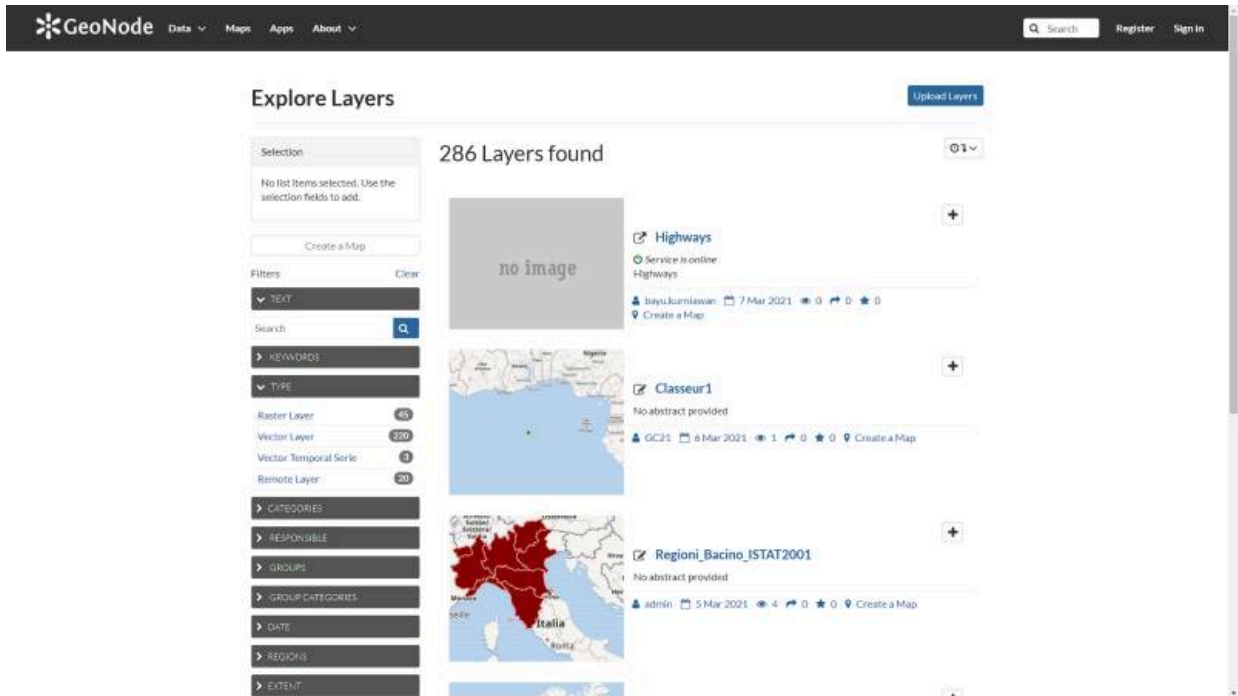 GeoNode Data Maps Apps About Search Register Sign in
Explore Layers
Upload Layers
Selection
No list items selected. Use the
selection fields to add.
Create a Map
Filters Clear
TEXT
Search
KEYWORDS
TYPE
Raster Layer 45
Vector Layer 220
Vector Temporal Serie 3
Remote Layer 20
CATEGORIES
RESPONSIBLE
GROUPS
GROUP CATEGORIES
DATE
REGIONS
EXTENT
286 Layers found
no image
Highways
Service is online
Highways
bayu.kurniawan 7 Mar 2021 0 0 0
Create a Map
Nigeria
Classeur1
No abstract provided
GC21 6 Mar 2021 1 0 0 Create a Map
Italia
Roma
Regioni_Bacino_ISTAT2001
No abstract provided
admin 5 Mar 2021 4 0 0 Create a Map